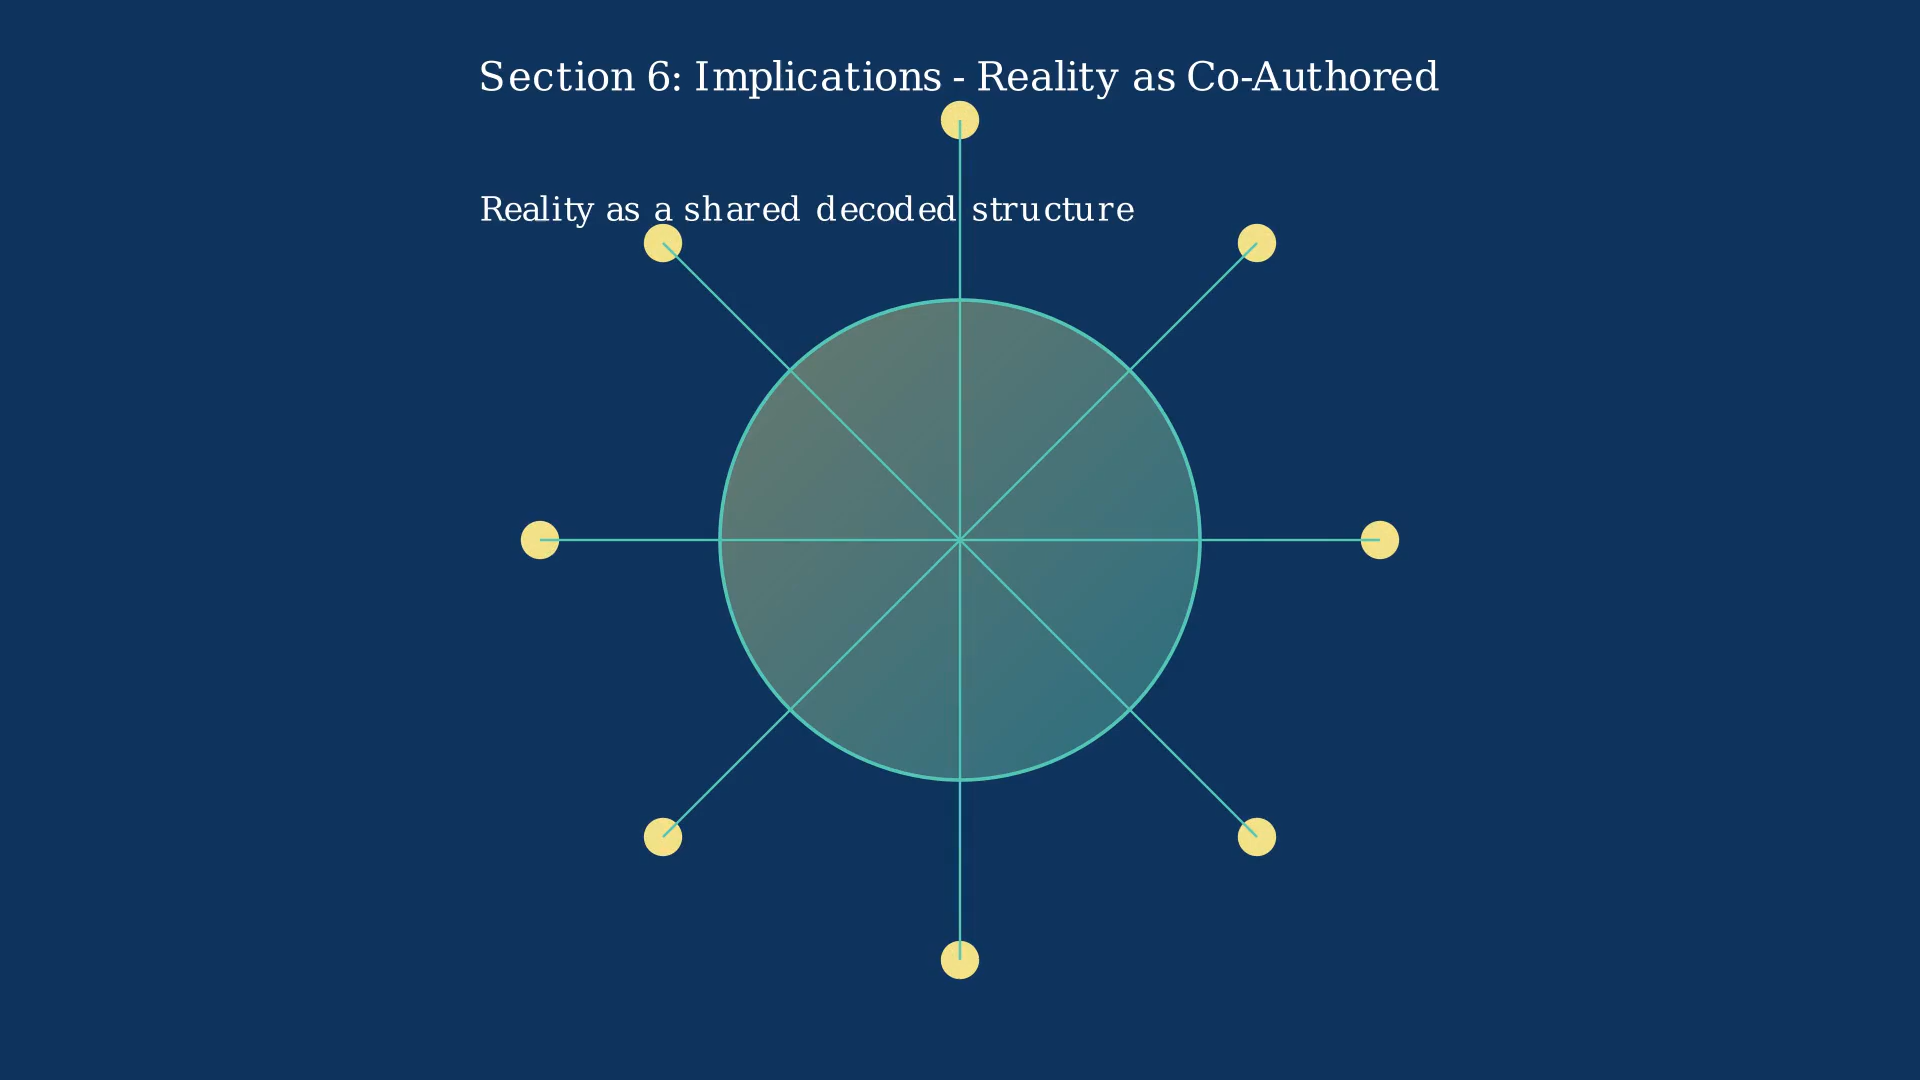 Section 6: Implications - Reality as Co-Authored
Reality as a shared decoded structure